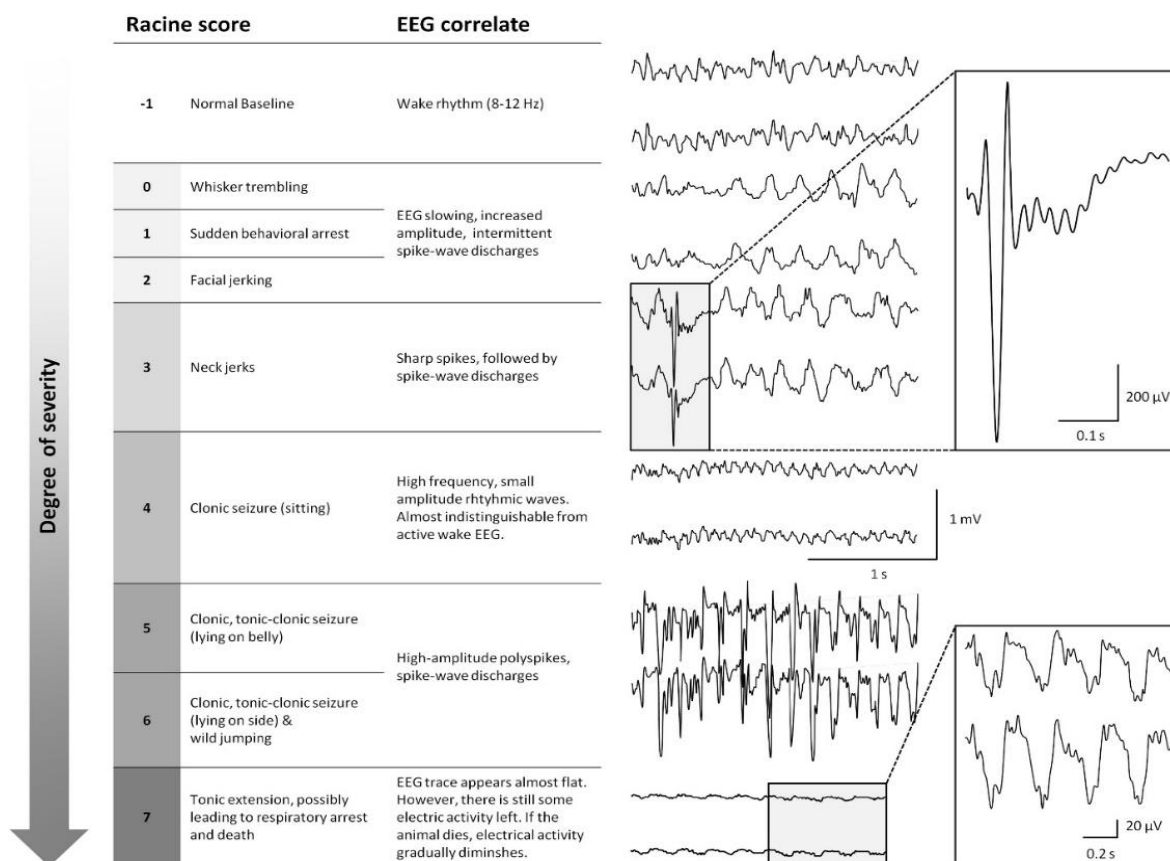 Racine score
EEG correlate
Degree of severity
-1
Normal Baseline
Wake rhythm (8-12 Hz)
0
Whisker trembling
1
Sudden behavioral arrest
2
Facial jerking
EEG slowing, increased
amplitude, intermittent
spike-wave discharges
3
Neck jerks
Sharp spikes, followed by
spike-wave discharges
200 µV
0.1 s
4
Clonic seizure (sitting)
High frequency, small
amplitude rhtyhmic waves.
Almost indistinguishable from
active wake EEG.
1 mV
1 s
5
Clonic, tonic-clonic seizure
(lying on belly)
6
Clonic, tonic-clonic seizure
(lying on side) &
wild jumping
High-amplitude polyspikes,
spike-wave discharges
7
Tonic extension, possibly
leading to respiratory arrest
and death
EEG trace appears almost flat.
However, there is still some
electric activity left. If the
animal dies, electrical activity
gradually diminshes.
20 µV
0.2 s